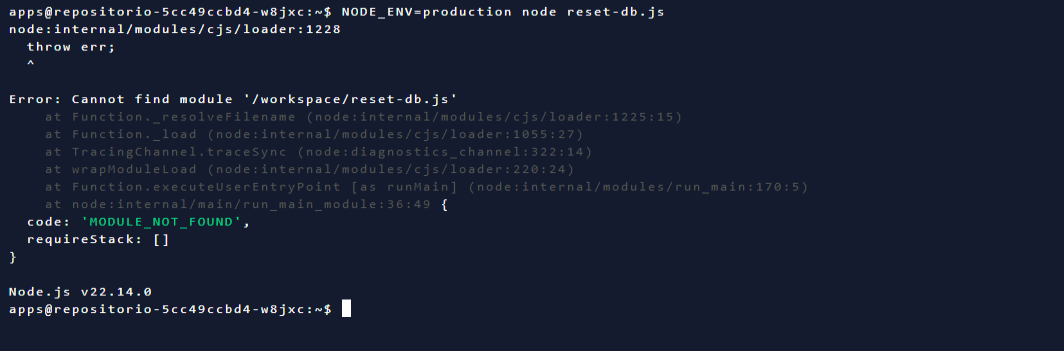 apps@repositorio-5cc49ccbd4-w8jxc:~$ NODE_ENV=production node reset-db.js
node:internal/modules/cjs/loader:1228
  throw err;
  ^

Error: Cannot find module '/workspace/reset-db.js'
    at Function._resolveFilename (node:internal/modules/cjs/loader:1225:15)
    at Function._load (node:internal/modules/cjs/loader:1055:27)
    at TracingChannel.traceSync (node:diagnostics_channel:322:14)
    at wrapModuleLoad (node:internal/modules/cjs/loader:220:24)
    at Function.executeUserEntryPoint [as runMain] (node:internal/modules/run_main:170:5)
    at node:internal/main/run_main_module:36:49 {
  code: 'MODULE_NOT_FOUND',
  requireStack: []
}

Node.js v22.14.0
apps@repositorio-5cc49ccbd4-w8jxc:~$